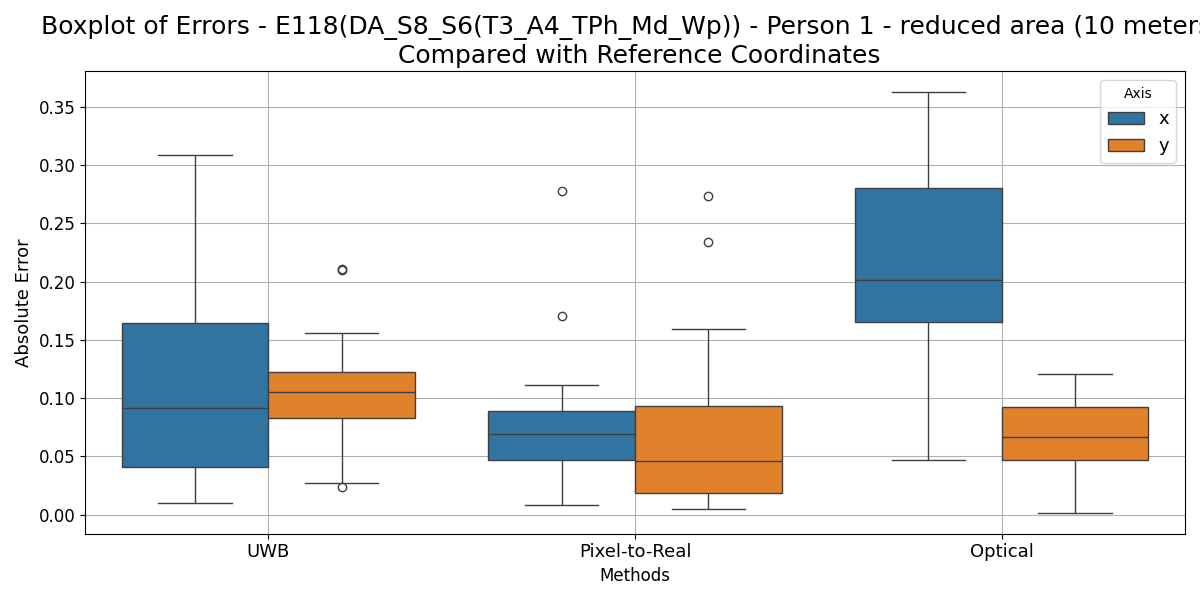 Boxplot of Errors - E118(DA_S8_S6(T3_A4_TPh_Md_Wp)) - Person 1 - reduced area (10 meters
Compared with Reference Coordinates
Absolute Error
0.35
0.30
0.25
0.20
0.15
0.10
0.05
0.00
Axis
x
y
UWB
Pixel-to-Real
Optical
Methods